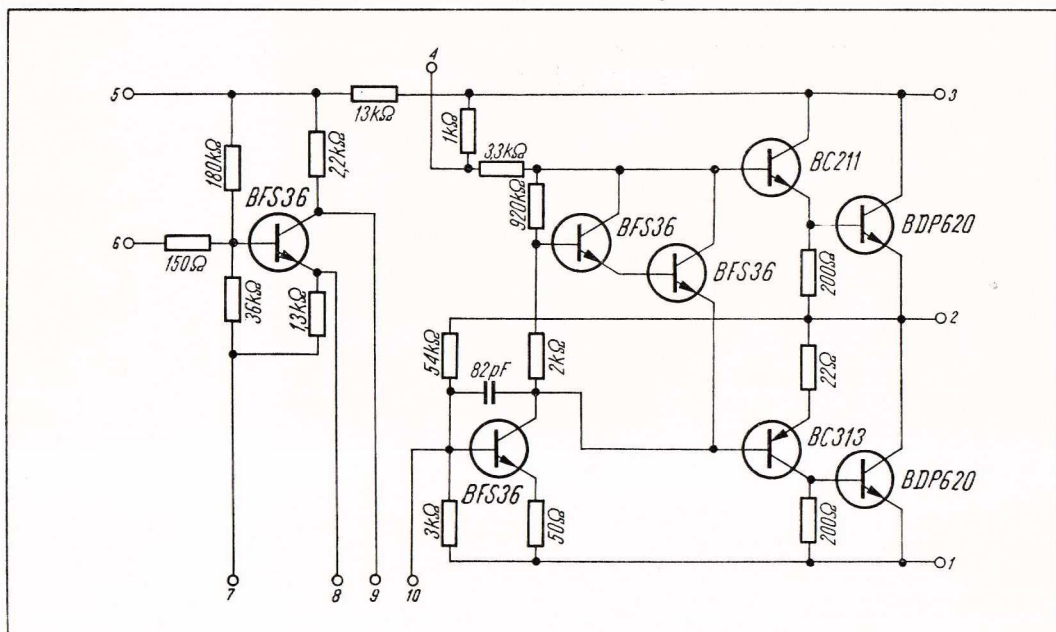 4
5
13kΩ
3
1kΩ
3,3kΩ
180kΩ
2,2kΩ
BC211
920kΩ
BFS36
BFS36
BDP620
6
150Ω
BFS36
200Ω
36kΩ
1,3kΩ
2
54kΩ
2kΩ
22Ω
82pF
BC313
BFS36
BDP620
3kΩ
50Ω
200Ω
1
7
8
9
10